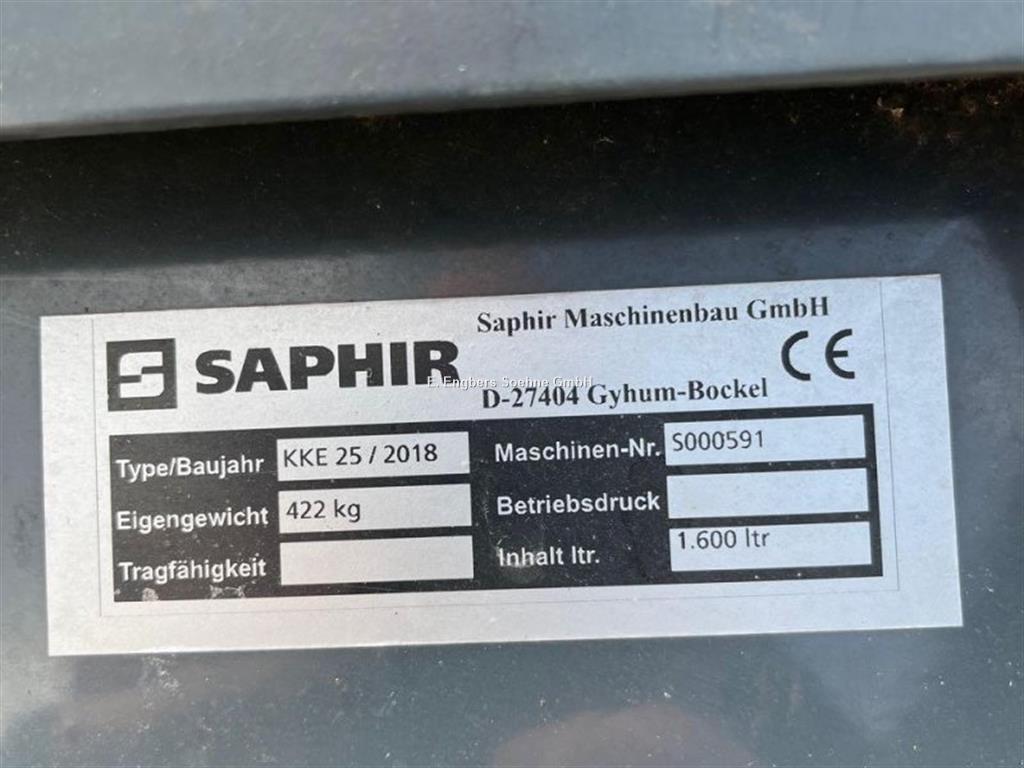 Saphir Maschinenbau GmbH
SAPHIR
CE
E. Engbers Soehne GmbH
D-27404 Gyhum-Bockel
Type/Baujahr KKE 25 / 2018 Maschinen-Nr. S000591
Eigengewicht 422 kg Betriebsdruck
Tragfähigkeit Inhalt ltr. 1.600 ltr